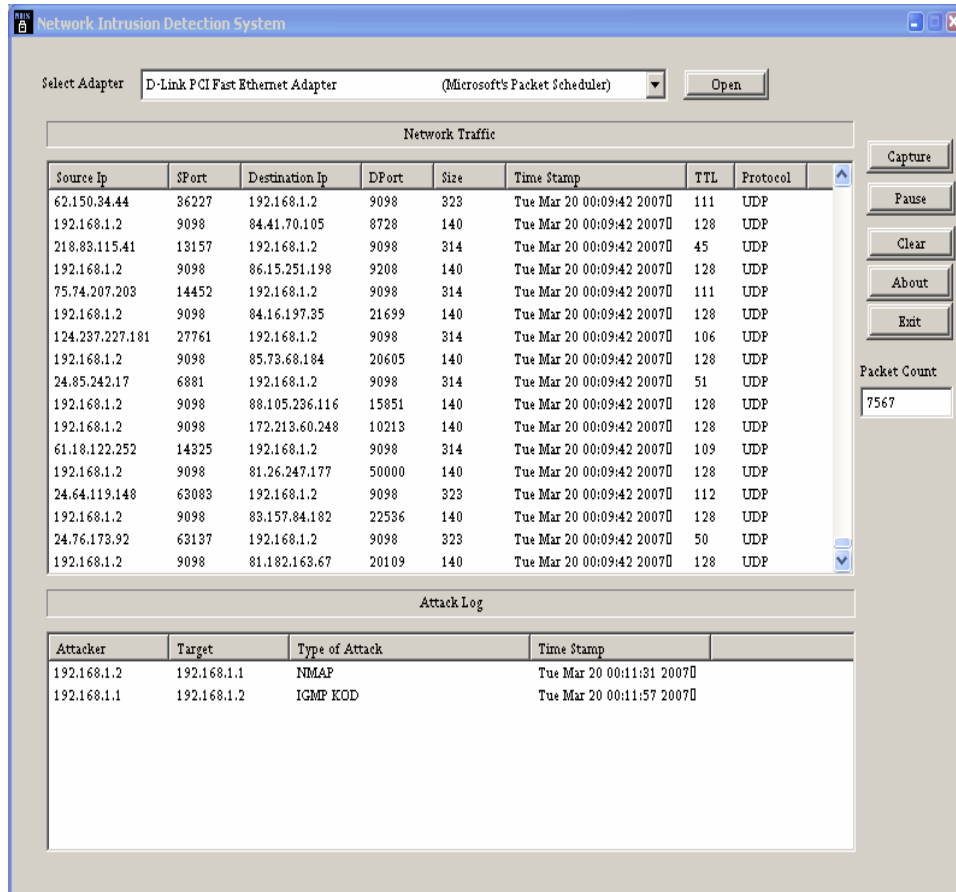 Network Intrusion Detection System
Select Adapter D-Link PCI Fast Ethernet Adapter (Microsoft's Packet Scheduler) Open
Network Traffic
Capture
Source Ip SPort Destination Ip DPort Size Time Stamp TTL Protocol
62.150.34.44 36227 192.168.1.2 9098 323 Tue Mar 20 00:09:42 2007▯ 111 UDP
Pause
192.168.1.2 9098 84.41.70.105 8728 140 Tue Mar 20 00:09:42 2007▯ 128 UDP
218.83.115.41 13157 192.168.1.2 9098 314 Tue Mar 20 00:09:42 2007▯ 45 UDP
Clear
192.168.1.2 9098 86.15.251.198 9208 140 Tue Mar 20 00:09:42 2007▯ 128 UDP
About
75.74.207.203 14452 192.168.1.2 9098 314 Tue Mar 20 00:09:42 2007▯ 111 UDP
192.168.1.2 9098 84.16.197.35 21699 140 Tue Mar 20 00:09:42 2007▯ 128 UDP
Exit
124.237.227.181 27761 192.168.1.2 9098 314 Tue Mar 20 00:09:42 2007▯ 106 UDP
192.168.1.2 9098 85.73.68.184 20605 140 Tue Mar 20 00:09:42 2007▯ 128 UDP
Packet Count
24.85.242.17 6881 192.168.1.2 9098 314 Tue Mar 20 00:09:42 2007▯ 51 UDP
192.168.1.2 9098 88.105.236.116 15851 140 Tue Mar 20 00:09:42 2007▯ 128 UDP
7567
192.168.1.2 9098 172.213.60.248 10213 140 Tue Mar 20 00:09:42 2007▯ 128 UDP
61.18.122.252 14325 192.168.1.2 9098 314 Tue Mar 20 00:09:42 2007▯ 109 UDP
192.168.1.2 9098 81.26.247.177 50000 140 Tue Mar 20 00:09:42 2007▯ 128 UDP
24.64.119.148 63083 192.168.1.2 9098 323 Tue Mar 20 00:09:42 2007▯ 112 UDP
192.168.1.2 9098 83.157.84.182 22536 140 Tue Mar 20 00:09:42 2007▯ 128 UDP
24.76.173.92 63137 192.168.1.2 9098 323 Tue Mar 20 00:09:42 2007▯ 50 UDP
192.168.1.2 9098 81.182.163.67 20109 140 Tue Mar 20 00:09:42 2007▯ 128 UDP
Attack Log
Attacker Target Type of Attack Time Stamp
192.168.1.2 192.168.1.1 NMAP Tue Mar 20 00:11:31 2007▯
192.168.1.1 192.168.1.2 IGMP KOD Tue Mar 20 00:11:57 2007▯